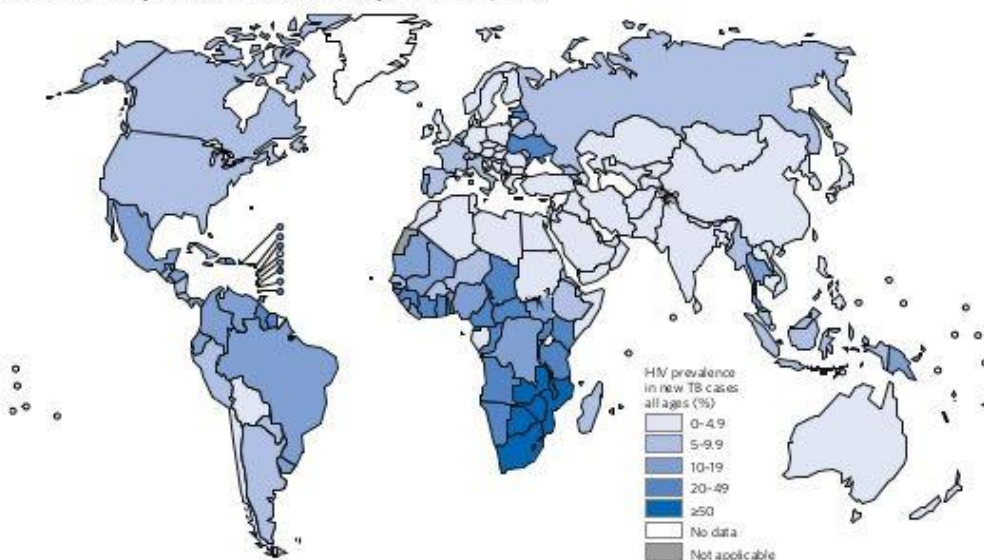 HIV prevalence
in new TB cases
all ages (%)
0–4.9
5–9.9
10–19
20–49
≥50
No data
Not applicable